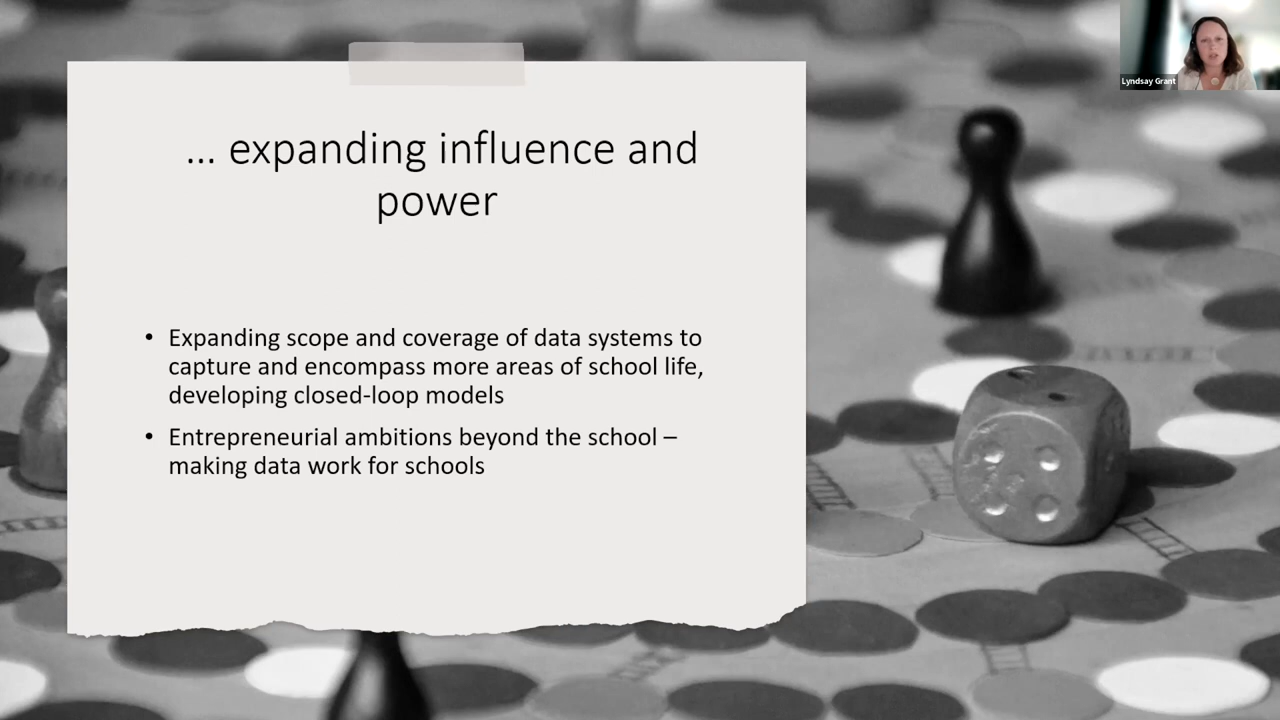 Lyndsay Grant
... expanding influence and
power
• Expanding scope and coverage of data systems to
capture and encompass more areas of school life,
developing closed-loop models
• Entrepreneurial ambitions beyond the school –
making data work for schools